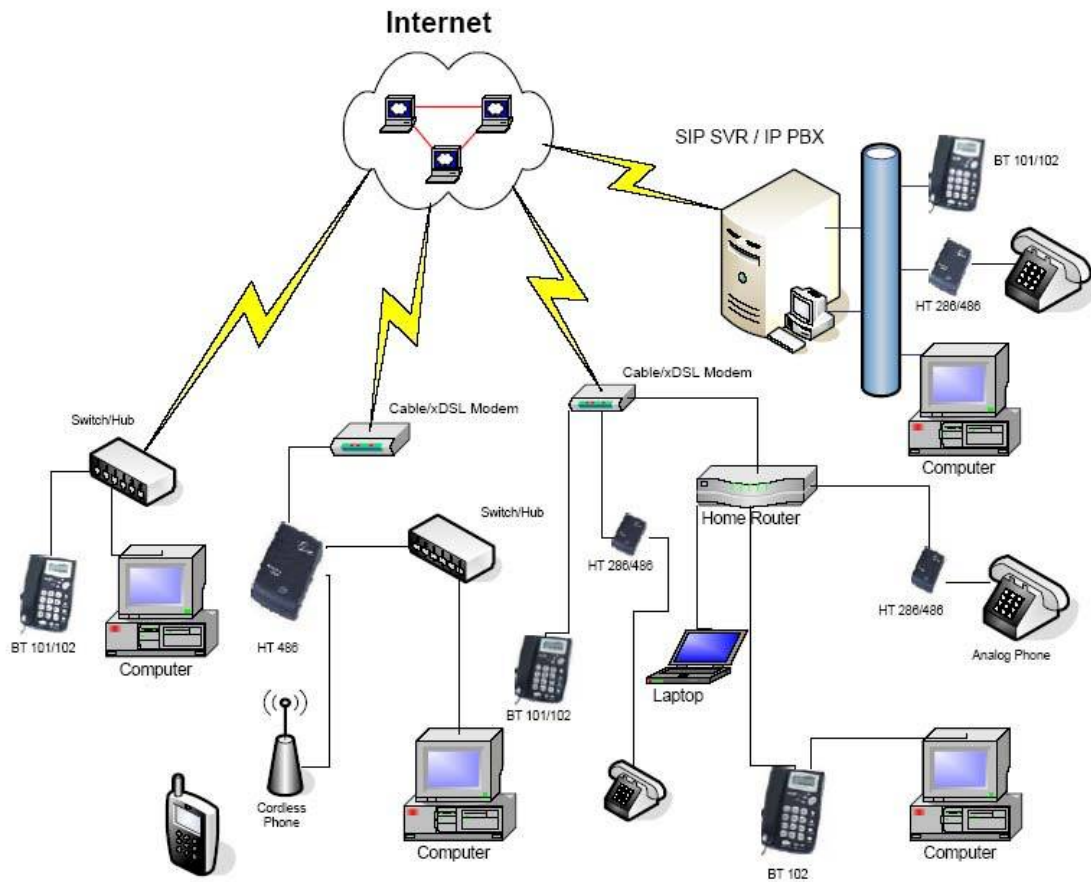 Internet
SIP SVR / IP PBX
BT 101/102
HT 286/486
Computer
Cable/xDSL Modem
Cable/xDSL Modem
Switch/Hub
Home Router
Switch/Hub
HT 286/486
HT 286/486
BT 101/102
Computer
HT 486
Analog Phone
Laptop
BT 101/102
Cordless
Phone
Computer
BT 102
Computer